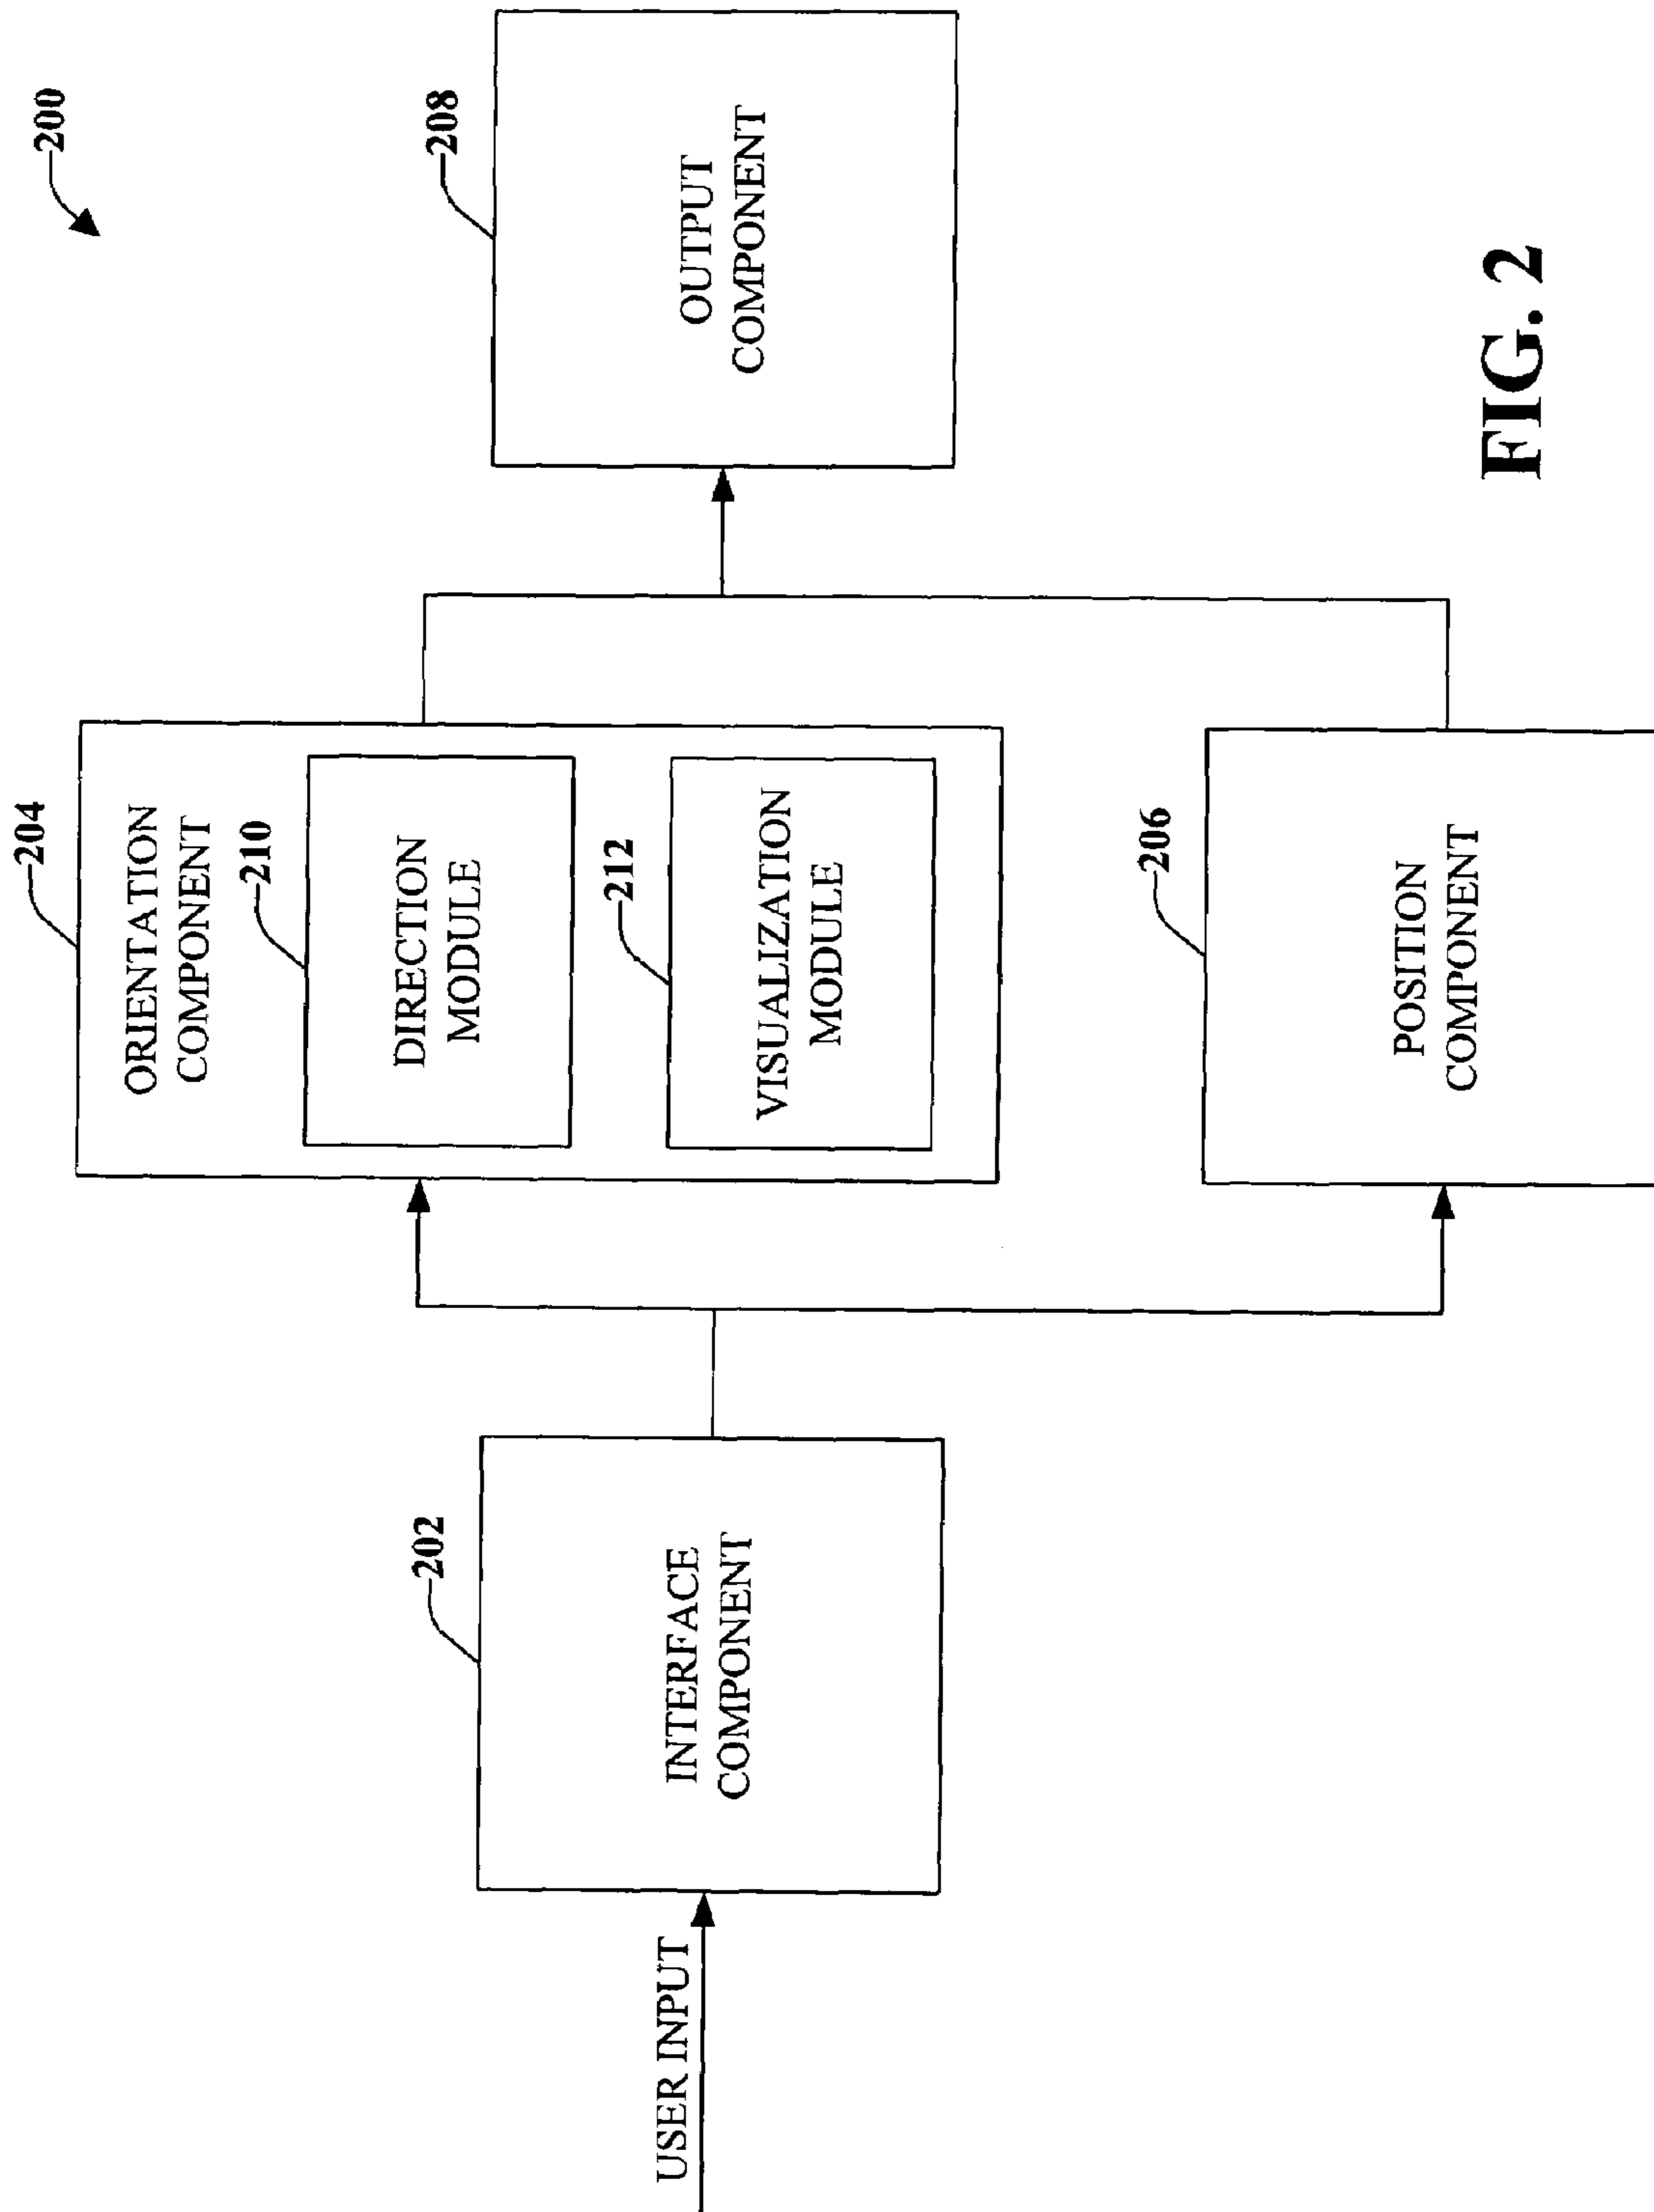 200
204
ORIENTATION
COMPONENT
210
DIRECTION
MODULE
212
VISUALIZATION
MODULE
202
INTERFACE
COMPONENT
USER INPUT
208
OUTPUT
COMPONENT
206
POSITION
COMPONENT
FIG. 2